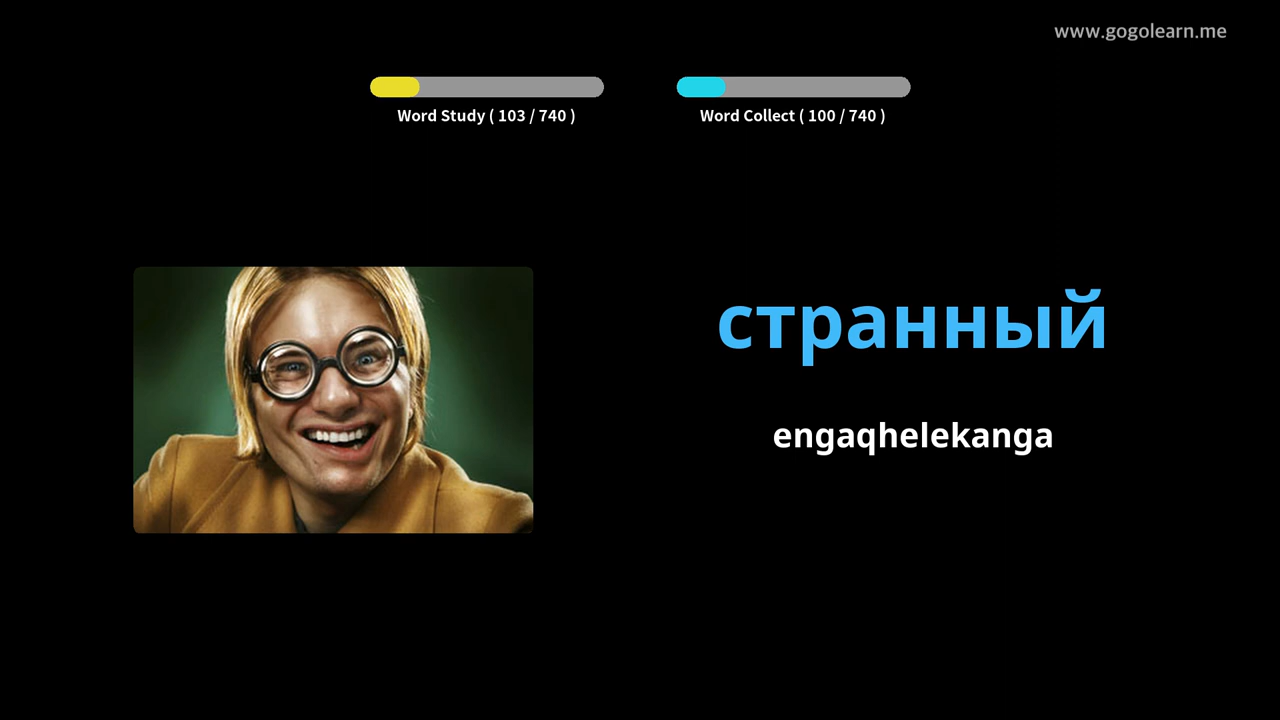 www.gogolearn.me
Word Study ( 103 / 740 )
Word Collect ( 100 / 740 )
странный
engaqhelekanga